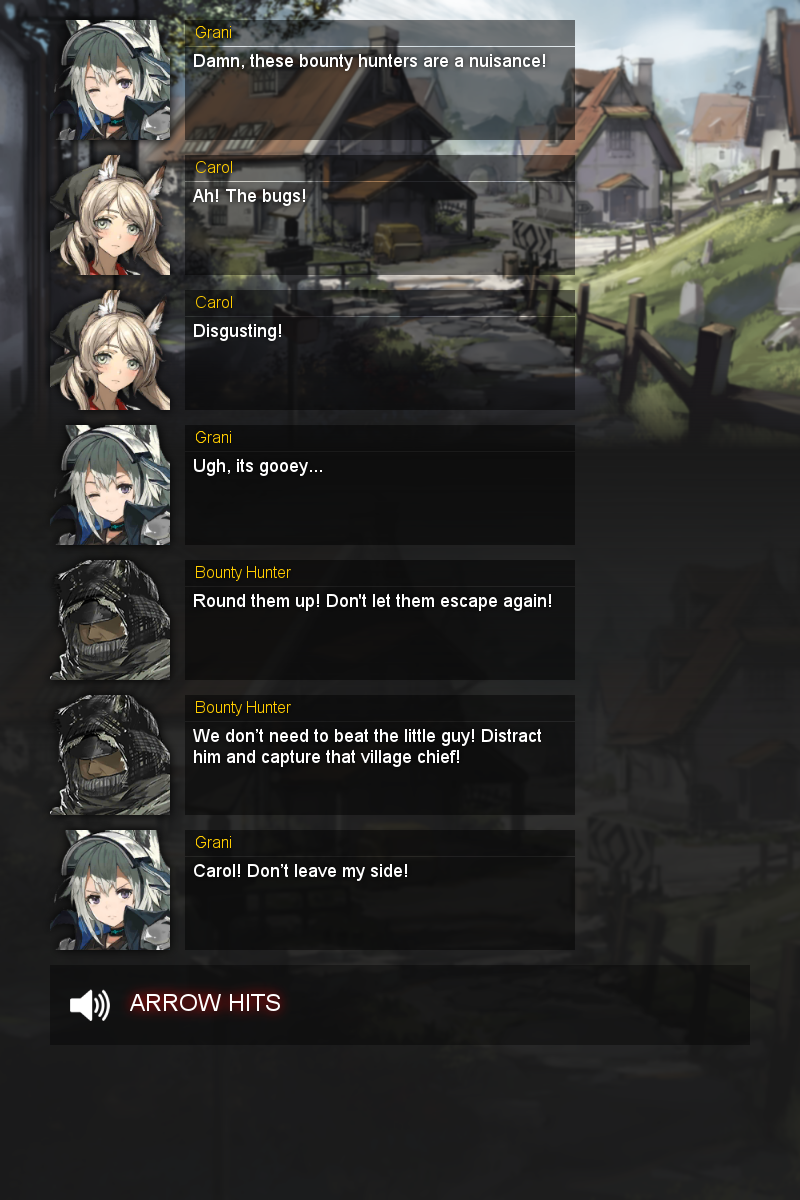 Grani
Damn, these bounty hunters are a nuisance!
Carol
Ah! The bugs!
Carol
Disgusting!
Grani
Ugh, its gooey...
Bounty Hunter
Round them up! Don't let them escape again!
Bounty Hunter
We don’t need to beat the little guy! Distract
him and capture that village chief!
Grani
Carol! Don’t leave my side!
ARROW HITS